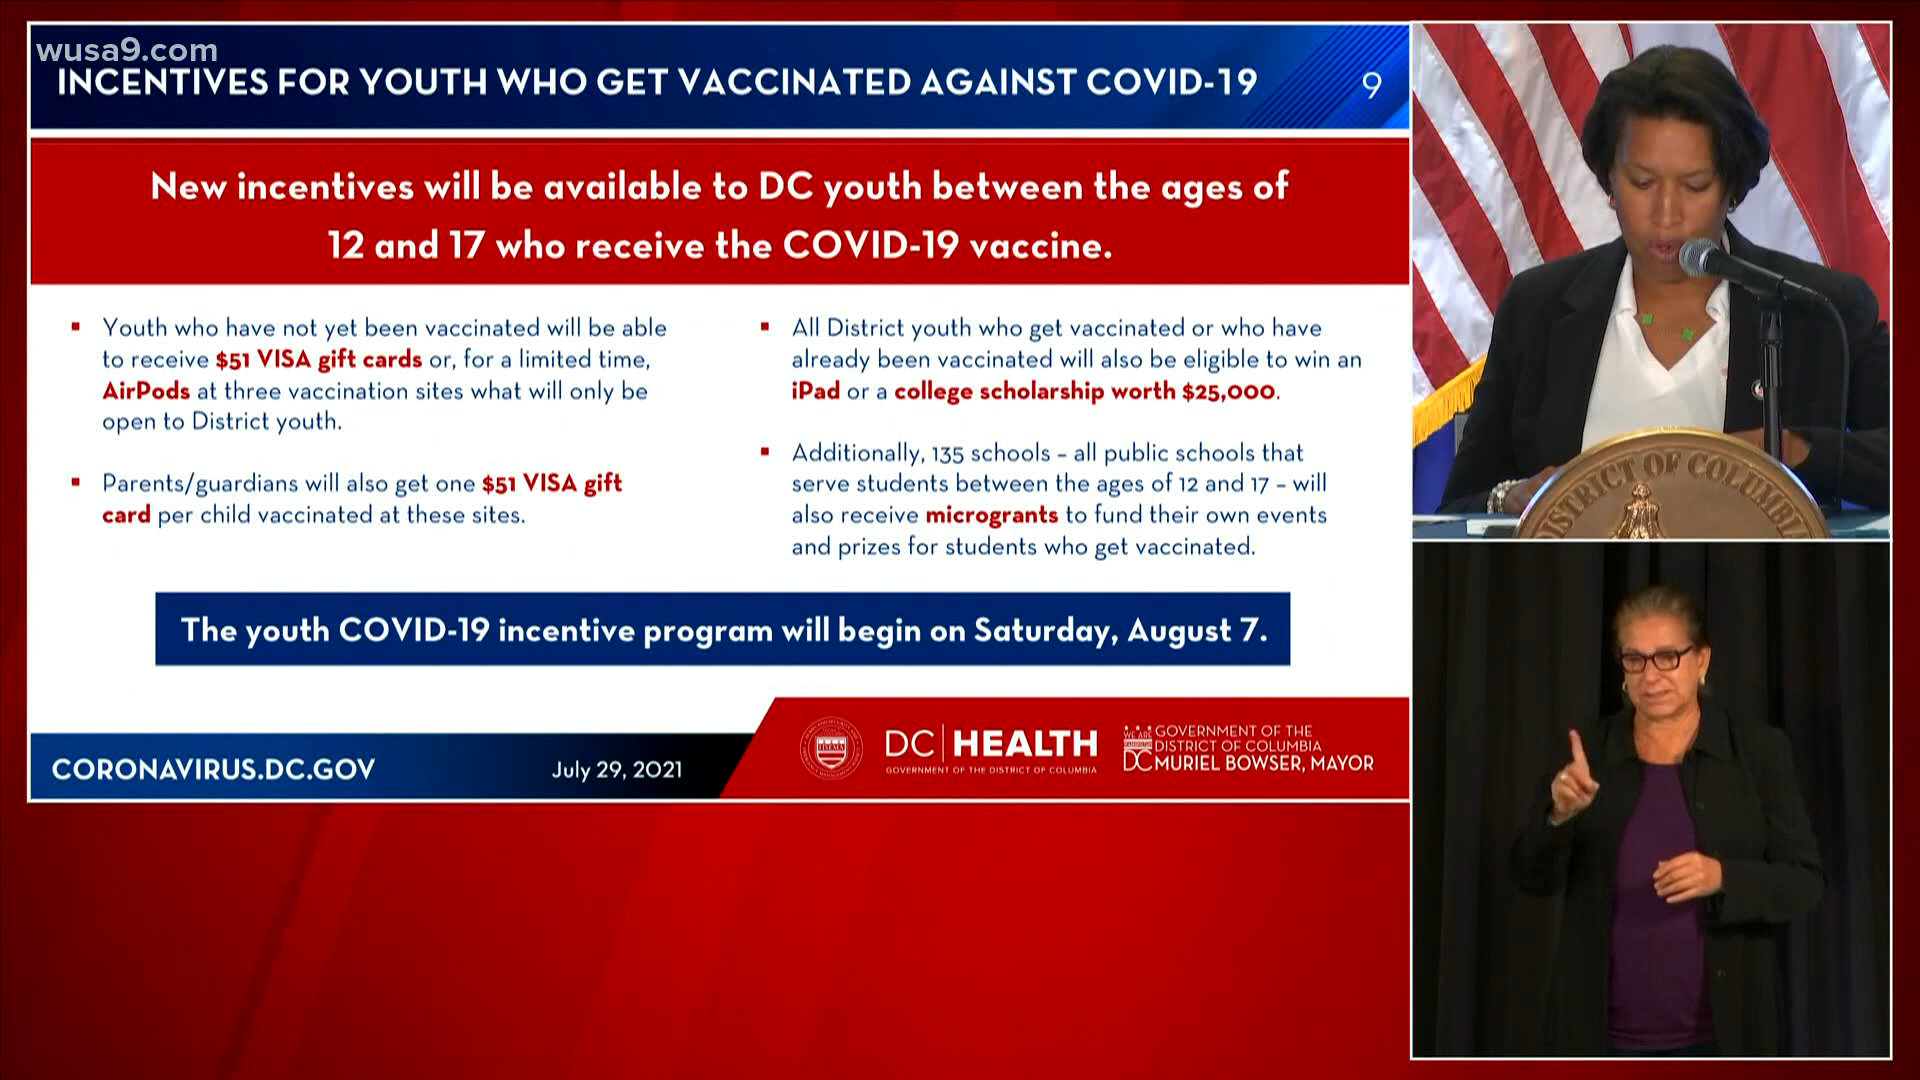 wusa9.com
INCENTIVES FOR YOUTH WHO GET VACCINATED AGAINST COVID-19
9
New incentives will be available to DC youth between the ages of
12 and 17 who receive the COVID-19 vaccine.
▪ Youth who have not yet been vaccinated will be able
to receive $51 VISA gift cards or, for a limited time,
AirPods at three vaccination sites what will only be
open to District youth.
▪ Parents/guardians will also get one $51 VISA gift
card per child vaccinated at these sites.
▪ All District youth who get vaccinated or who have
already been vaccinated will also be eligible to win an
iPad or a college scholarship worth $25,000.
▪ Additionally, 135 schools – all public schools that
serve students between the ages of 12 and 17 – will
also receive microgrants to fund their own events
and prizes for students who get vaccinated.
The youth COVID-19 incentive program will begin on Saturday, August 7.
CORONAVIRUS.DC.GOV
July 29, 2021
DC HEALTH
GOVERNMENT OF THE DISTRICT OF COLUMBIA
WE ARE
WASHINGTON
DC
GOVERNMENT OF THE
DISTRICT OF COLUMBIA
MURIEL BOWSER, MAYOR
DISTRICT OF COLUMBIA